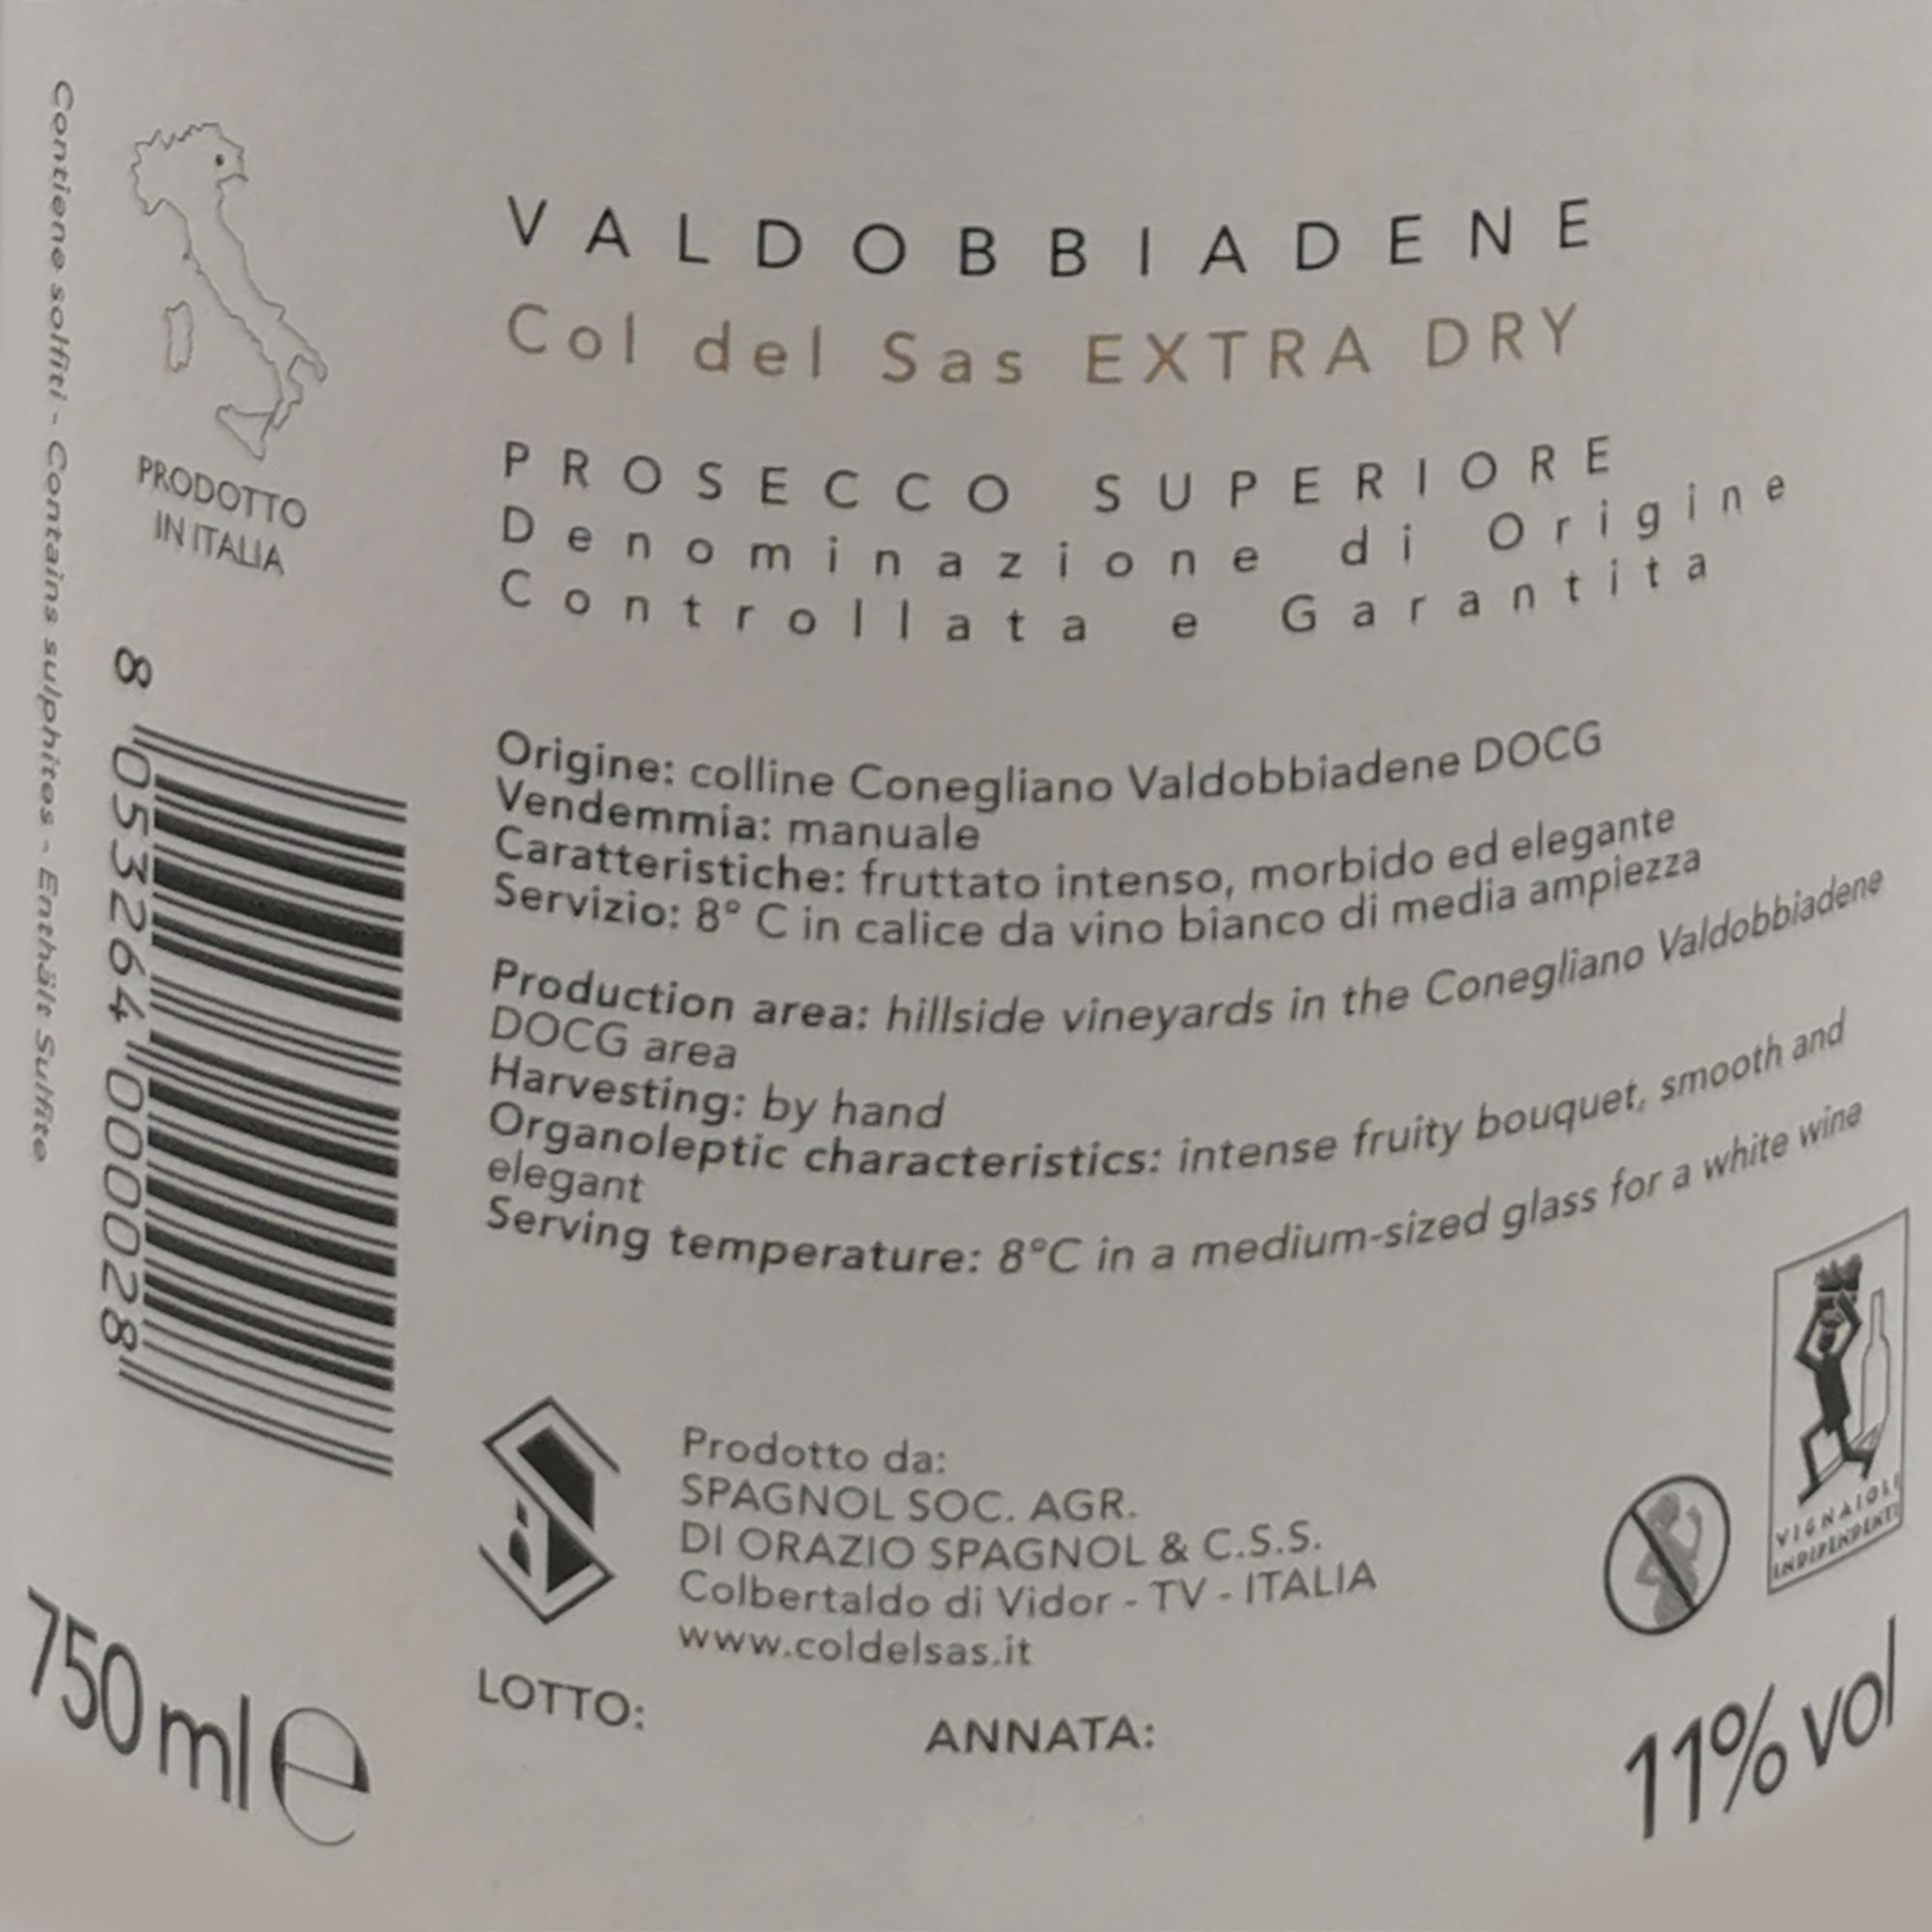 Contiene solfiti - Contains sulphites - Enthält Sulfite
PRODOTTO
IN ITALIA
8 053264 000028
750 ml e
VALDOBBIADENE
Col del Sas EXTRA DRY
PROSECCO SUPERIORE
Denominazione di Origine
Controllata e Garantita
Origine: colline Conegliano Valdobbiadene DOCG
Vendemmia: manuale
Caratteristiche: fruttato intenso, morbido ed elegante
Servizio: 8° C in calice da vino bianco di media ampiezza
Production area: hillside vineyards in the Conegliano Valdobbiadene
DOCG area
Harvesting: by hand
Organoleptic characteristics: intense fruity bouquet, smooth and
elegant
Serving temperature: 8°C in a medium-sized glass for a white wine
Prodotto da:
SPAGNOL SOC. AGR.
DI ORAZIO SPAGNOL & C.S.S.
Colbertaldo di Vidor - TV - ITALIA
www.coldelsas.it
LOTTO:
ANNATA:
VIGNAIOLI
INDIPENDENTI
11% vol